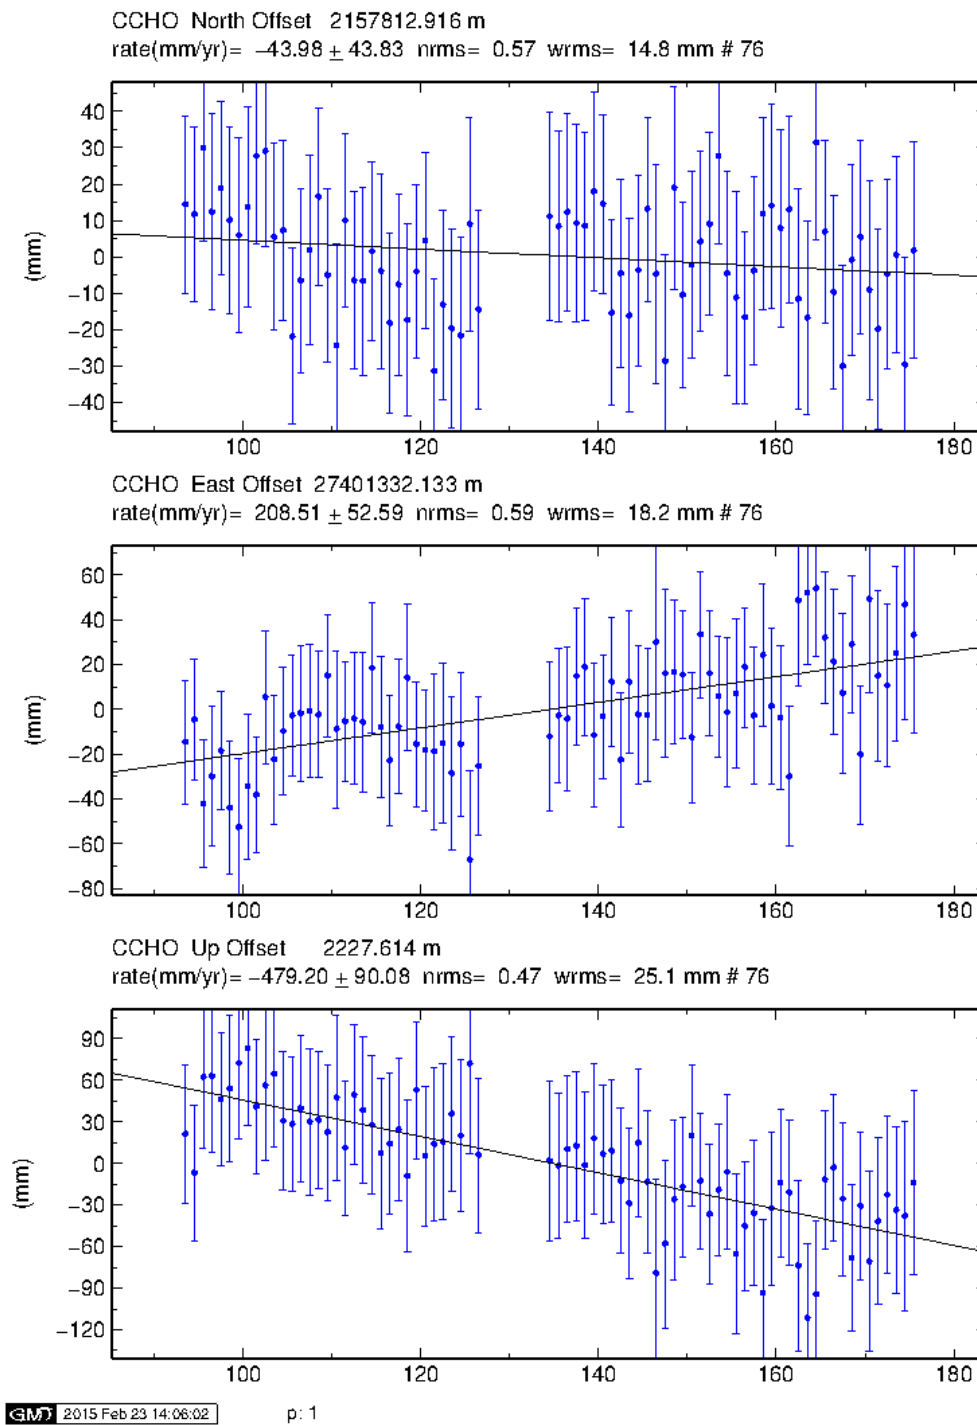 CCHO North Offset 2157812.916 m
rate(mm/yr)= −43.98 ± 43.83 nrms= 0.57 wrms= 14.8 mm # 76
40
30
20
10
0
−10
−20
−30
−40
(mm)
100 120 140 160 180
CCHO East Offset 27401332.133 m
rate(mm/yr)= 208.51 ± 52.59 nrms= 0.59 wrms= 18.2 mm # 76
60
40
20
0
−20
−40
−60
−80
(mm)
100 120 140 160 180
CCHO Up Offset 2227.614 m
rate(mm/yr)= −479.20 ± 90.08 nrms= 0.47 wrms= 25.1 mm # 76
90
60
30
0
−30
−60
−90
−120
(mm)
100 120 140 160 180
GMT 2015 Feb 23 14:06:02 p: 1